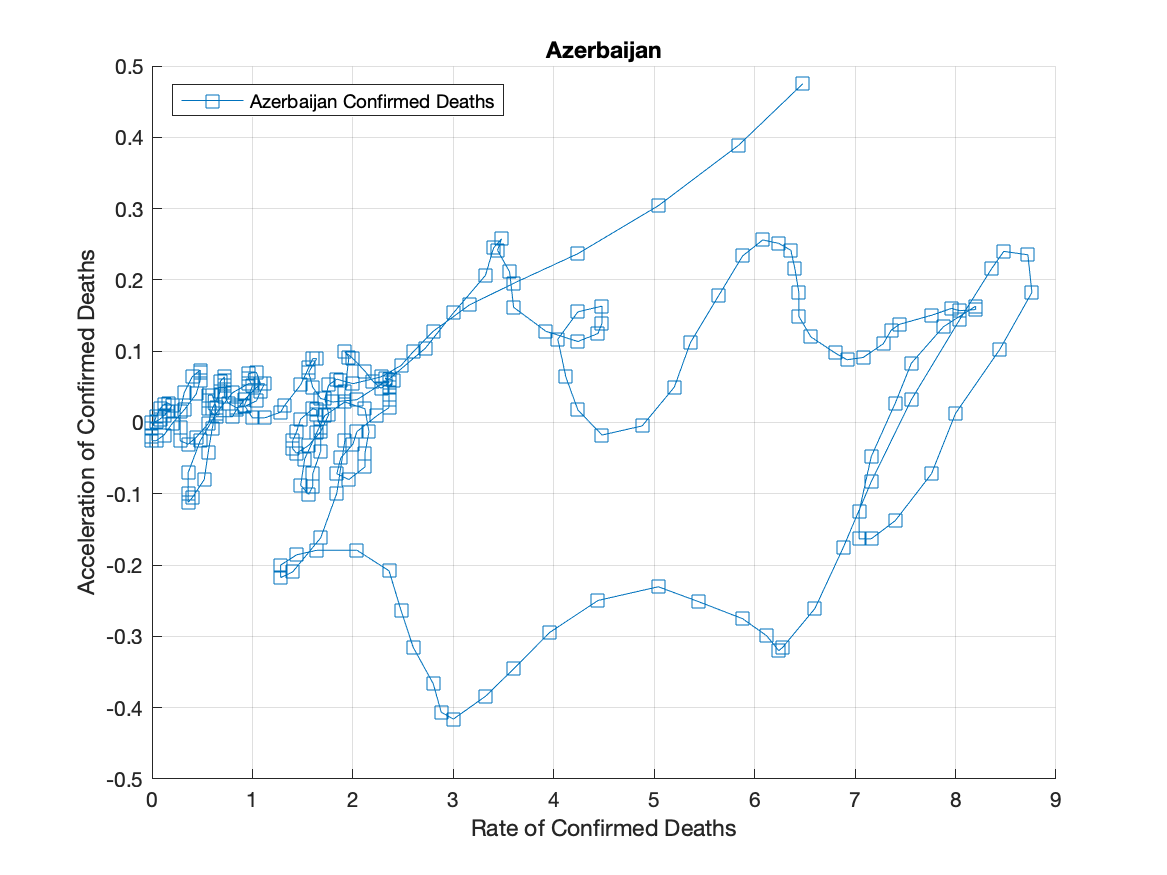 Azerbaijan
Azerbaijan Confirmed Deaths
Acceleration of Confirmed Deaths
0.5
0.4
0.3
0.2
0.1
0
-0.1
-0.2
-0.3
-0.4
-0.5
0 1 2 3 4 5 6 7 8 9
Rate of Confirmed Deaths